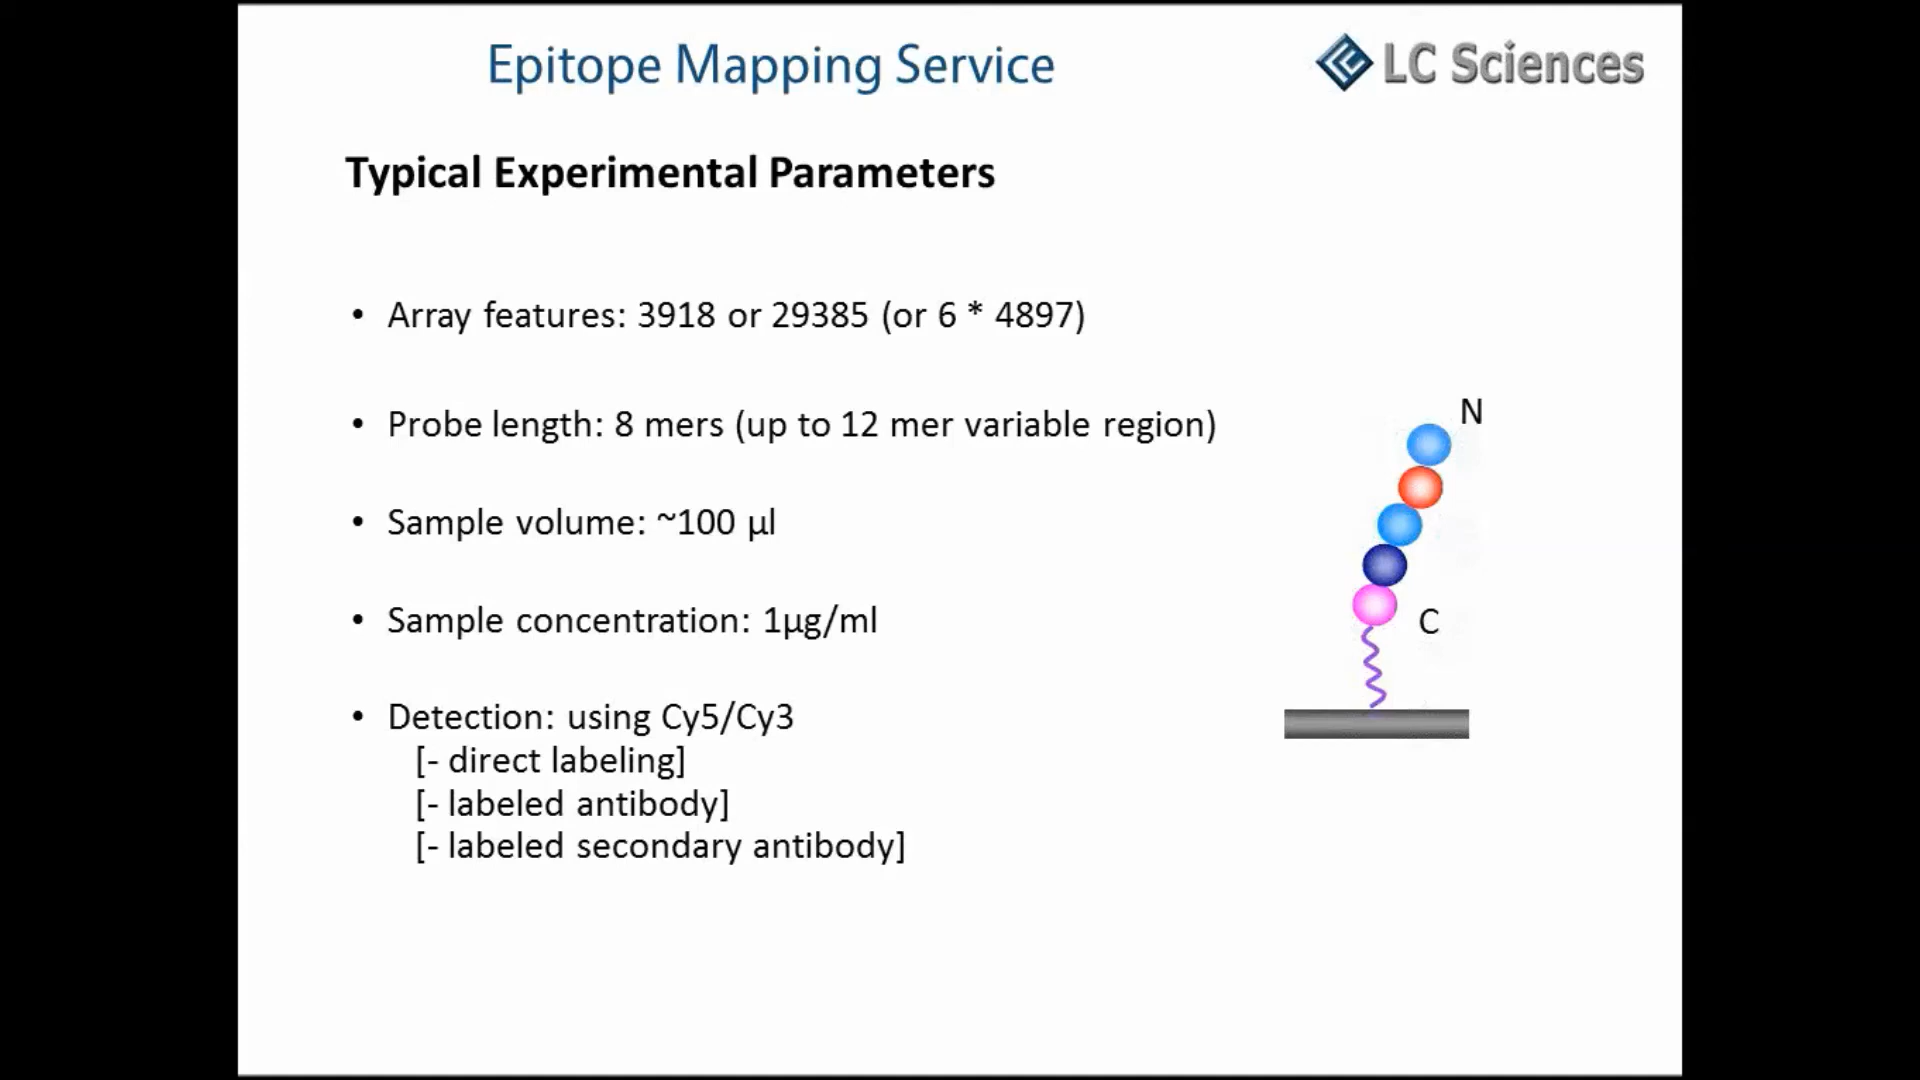 Epitope Mapping Service
LC Sciences
Typical Experimental Parameters
• Array features: 3918 or 29385 (or 6 * 4897)
• Probe length: 8 mers (up to 12 mer variable region)
• Sample volume: ~100 µl
• Sample concentration: 1µg/ml
• Detection: using Cy5/Cy3
[- direct labeling]
[- labeled antibody]
[- labeled secondary antibody]
N
C